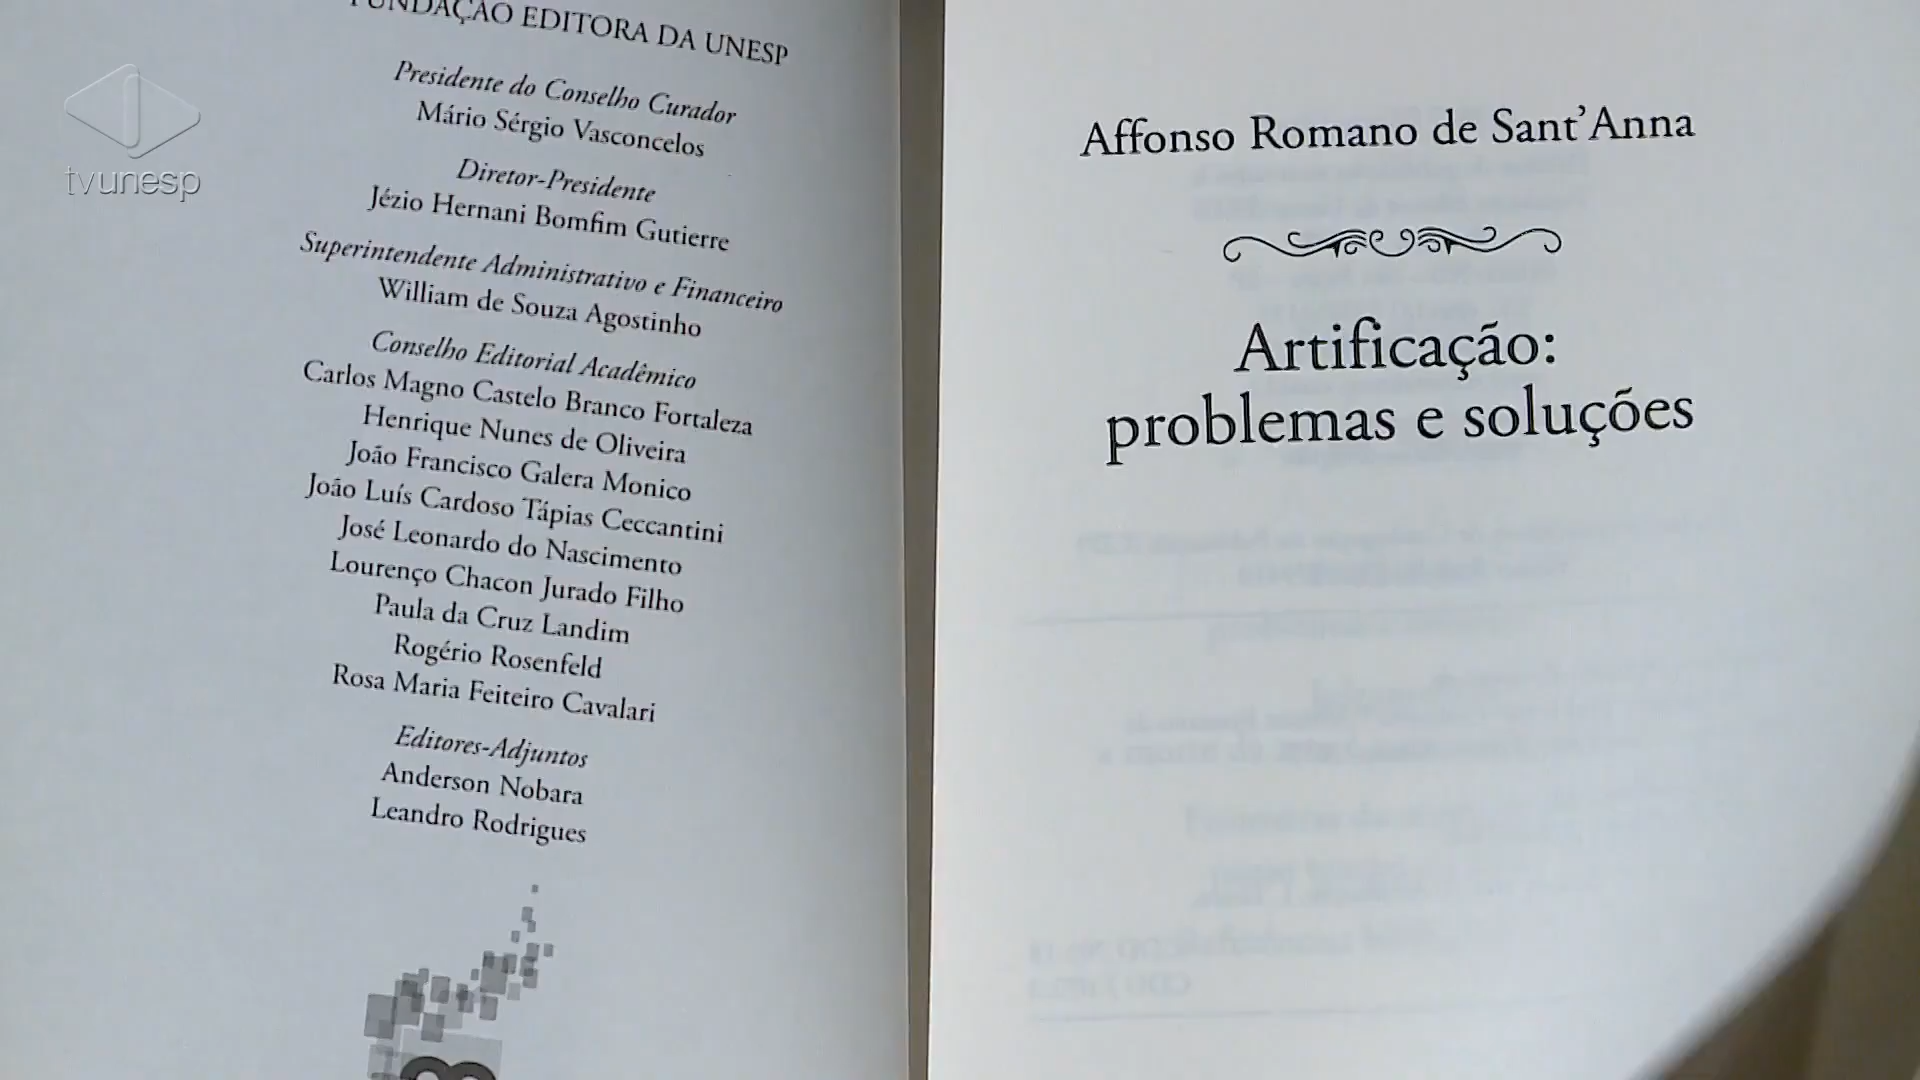 tvunesp
FUNDAÇÃO EDITORA DA UNESP
Presidente do Conselho Curador
Mário Sérgio Vasconcelos
Diretor-Presidente
Jézio Hernani Bomfim Gutierre
Superintendente Administrativo e Financeiro
William de Souza Agostinho
Conselho Editorial Acadêmico
Carlos Magno Castelo Branco Fortaleza
Henrique Nunes de Oliveira
João Francisco Galera Monico
João Luís Cardoso Tápias Ceccantini
José Leonardo do Nascimento
Lourenço Chacon Jurado Filho
Paula da Cruz Landim
Rogério Rosenfeld
Rosa Maria Feiteiro Cavalari
Editores-Adjuntos
Anderson Nobara
Leandro Rodrigues
Affonso Romano de Sant’Anna
Artificação:
problemas e soluções